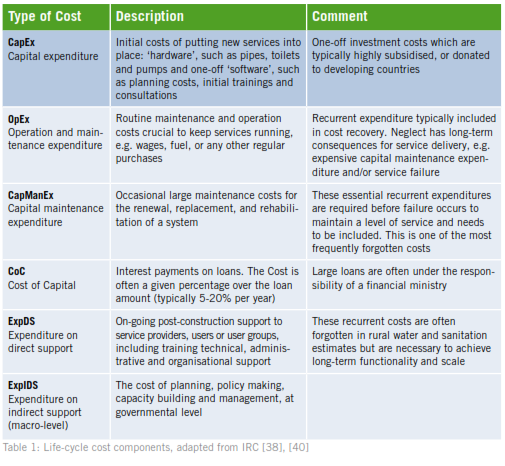 Type of Cost Description Comment
CapEx
Capital expenditure
Initial costs of putting new services into
place: ‘hardware’, such as pipes, toilets
and pumps and one-off ‘software’, such
as planning costs, initial trainings and
consultations
One-off investment costs which are
typically highly subsidised, or donated
to developing countries
OpEx
Operation and main-
tenance expenditure
Routine maintenance and operation
costs crucial to keep services running,
e.g. wages, fuel, or any other regular
purchases
Recurrent expenditure typically included
in cost recovery. Neglect has long-term
consequences for service delivery, e.g.
expensive capital maintenance expen-
diture and/or service failure
CapManEx
Capital maintenance
expenditure
Occasional large maintenance costs for
the renewal, replacement, and rehabili-
tation of a system
These essential recurrent expenditures
are required before failure occurs to
maintain a level of service and needs
to be included. This is one of the most
frequently forgotten costs
CoC
Cost of Capital
Interest payments on loans. The Cost is
often a given percentage over the loan
amount (typically 5-20% per year)
Large loans are often under the respon-
sibility of a financial ministry
ExpDS
Expenditure on
direct support
On-going post-construction support to
service providers, users or user groups,
including training technical, adminis-
trative and organisational support
These recurrent costs are often
forgotten in rural water and sanitation
estimates but are necessary to achieve
long-term functionality and scale
ExpIDS
Expenditure on
indirect support
(macro-level)
The cost of planning, policy making,
capacity building and management, at
governmental level
Table 1: Life-cycle cost components, adapted from IRC [38], [40]